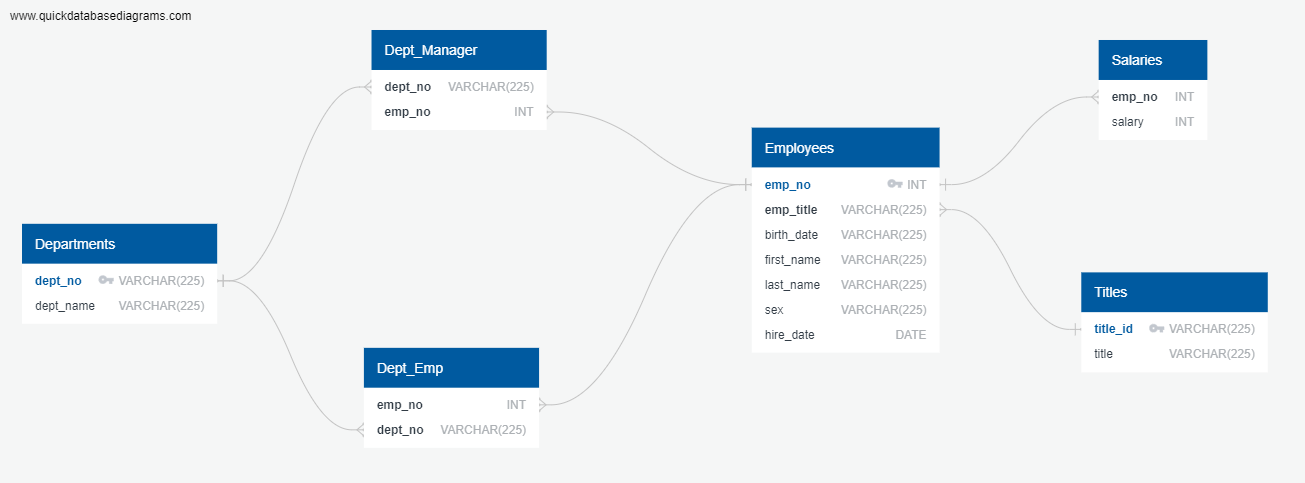 www.quickdatabasediagrams.com
Dept_Manager
dept_no VARCHAR(225)
emp_no INT
Salaries
emp_no INT
salary INT
Employees
emp_no INT
emp_title VARCHAR(225)
birth_date VARCHAR(225)
first_name VARCHAR(225)
last_name VARCHAR(225)
sex VARCHAR(225)
hire_date DATE
Departments
dept_no VARCHAR(225)
dept_name VARCHAR(225)
Titles
title_id VARCHAR(225)
title VARCHAR(225)
Dept_Emp
emp_no INT
dept_no VARCHAR(225)